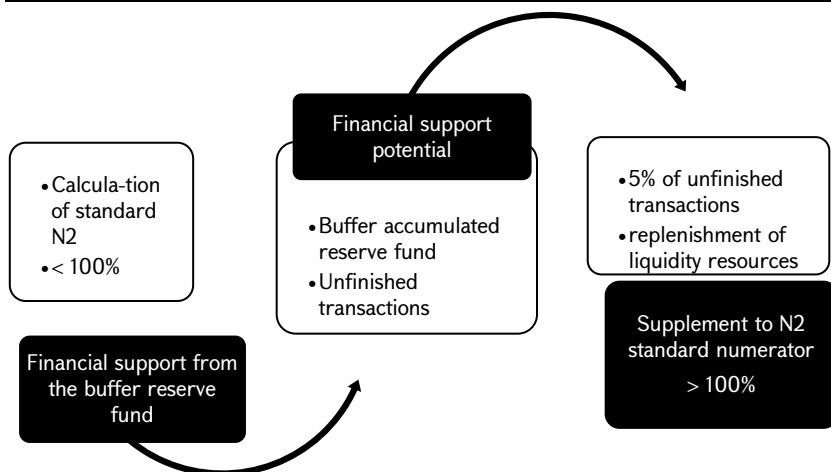 •Calcula-tion
of standard
N2
•< 100%
Financial support from
the buffer reserve
fund
Financial support
potential
•Buffer accumulated
reserve fund
•Unfinished
transactions
•5% of unfinished
transactions
•replenishment of
liquidity resources
Supplement to N2
standard numerator
> 100%